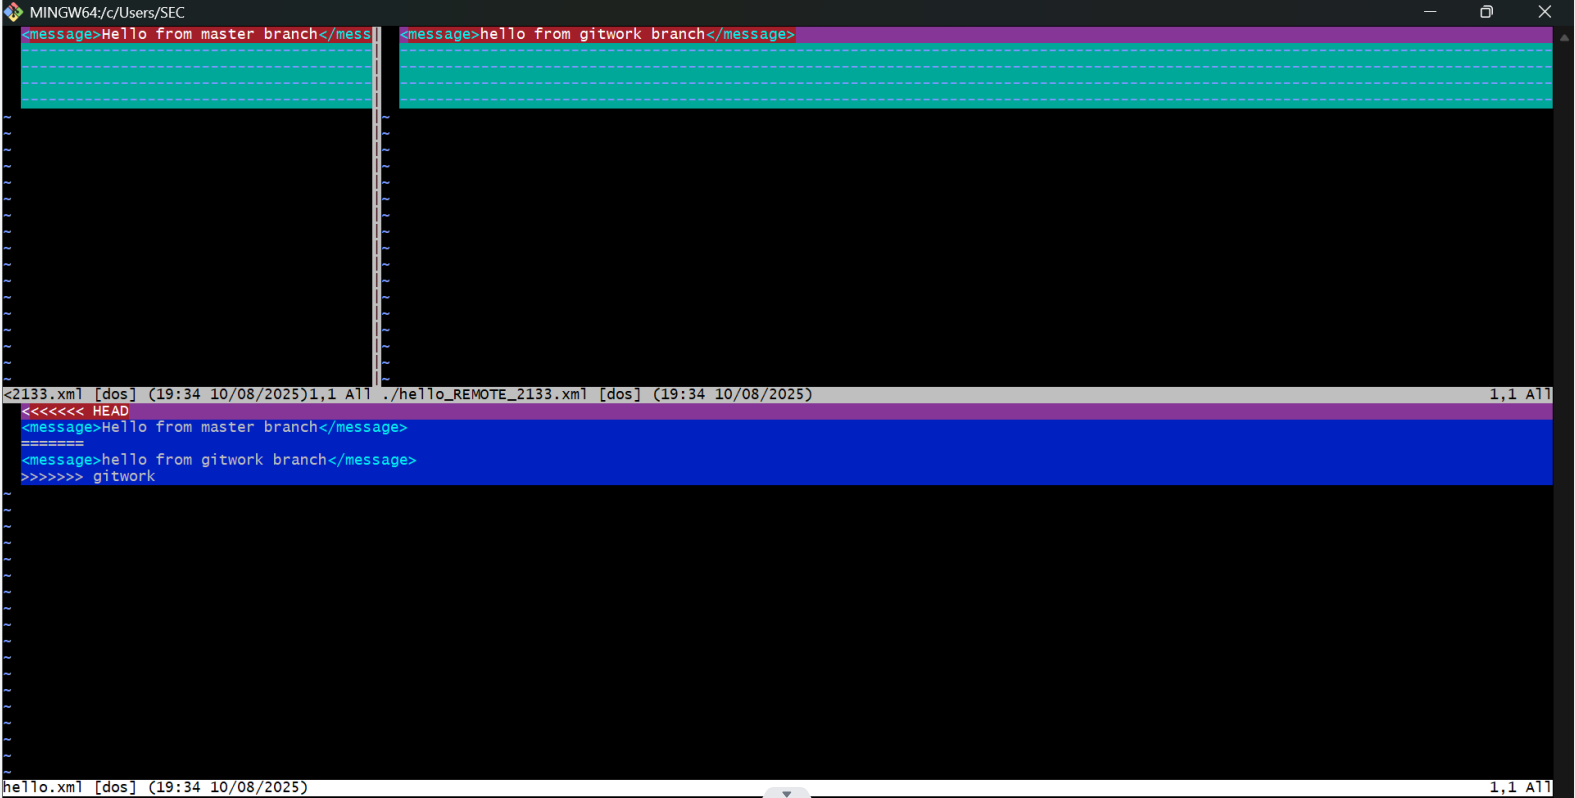 MINGW64:/c/Users/SEC
<message>Hello from master branch</mess
<message>hello from gitwork branch</message>
<2133.xml [dos] (19:34 10/08/2025)1,1 All ./hello_REMOTE_2133.xml [dos] (19:34 10/08/2025) 1,1 All
<<<<<<< HEAD
<message>Hello from master branch</message>
=======
<message>hello from gitwork branch</message>
>>>>>>> gitwork
hello.xml [dos] (19:34 10/08/2025) 1,1 All